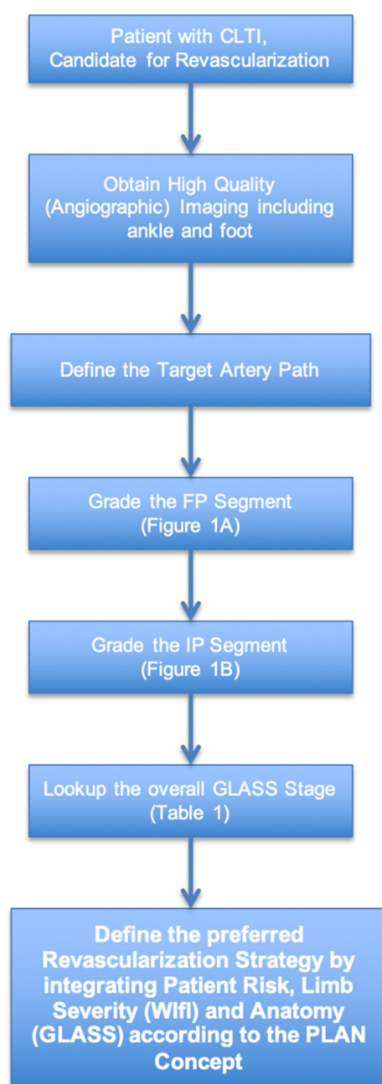 Patient with CLTI,
Candidate for Revascularization
Obtain High Quality
(Angiographic) Imaging including
ankle and foot
Define the Target Artery Path
Grade the FP Segment
(Figure 1A)
Grade the IP Segment
(Figure 1B)
Lookup the overall GLASS Stage
(Table 1)
Define the preferred
Revascularization Strategy by
integrating Patient Risk, Limb
Severity (WIfI) and Anatomy
(GLASS) according to the PLAN
Concept